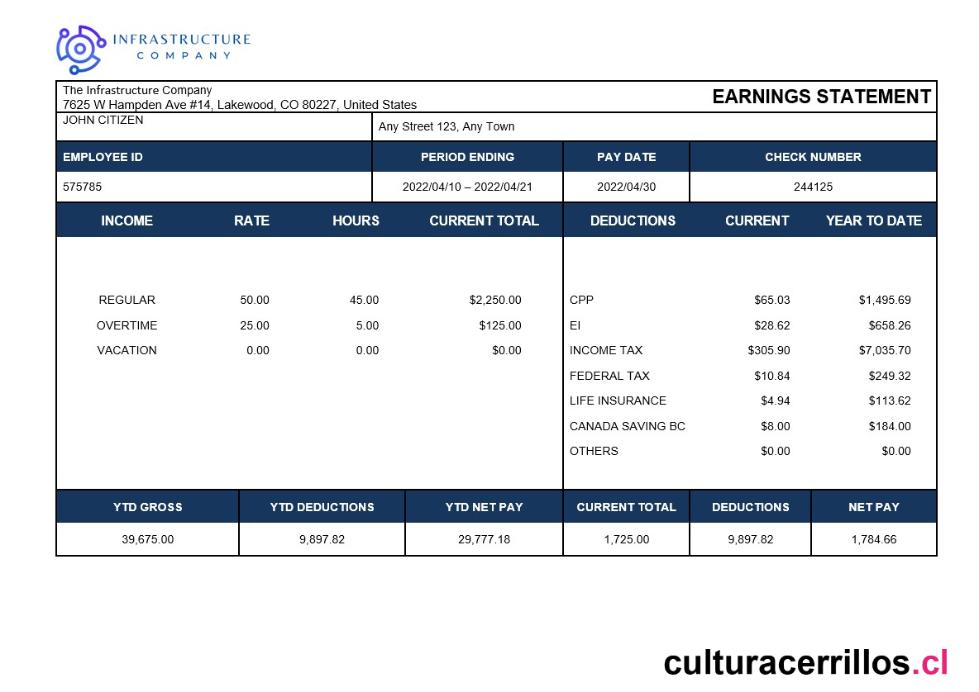 INFRASTRUCTURE
COMPANY
The Infrastructure Company
7625 W Hampden Ave #14, Lakewood, CO 80227, United States
EARNINGS STATEMENT
JOHN CITIZEN
Any Street 123, Any Town
EMPLOYEE ID PERIOD ENDING PAY DATE CHECK NUMBER
575785 2022/04/10 – 2022/04/21 2022/04/30 244125
INCOME RATE HOURS CURRENT TOTAL DEDUCTIONS CURRENT YEAR TO DATE
REGULAR 50.00 45.00 $2,250.00 CPP $65.03 $1,495.69
OVERTIME 25.00 5.00 $125.00 EI $28.62 $658.26
VACATION 0.00 0.00 $0.00 INCOME TAX $305.90 $7,035.70
FEDERAL TAX $10.84 $249.32
LIFE INSURANCE $4.94 $113.62
CANADA SAVING BC $8.00 $184.00
OTHERS $0.00 $0.00
YTD GROSS YTD DEDUCTIONS YTD NET PAY CURRENT TOTAL DEDUCTIONS NET PAY
39,675.00 9,897.82 29,777.18 1,725.00 9,897.82 1,784.66
culturacerrillos.cl